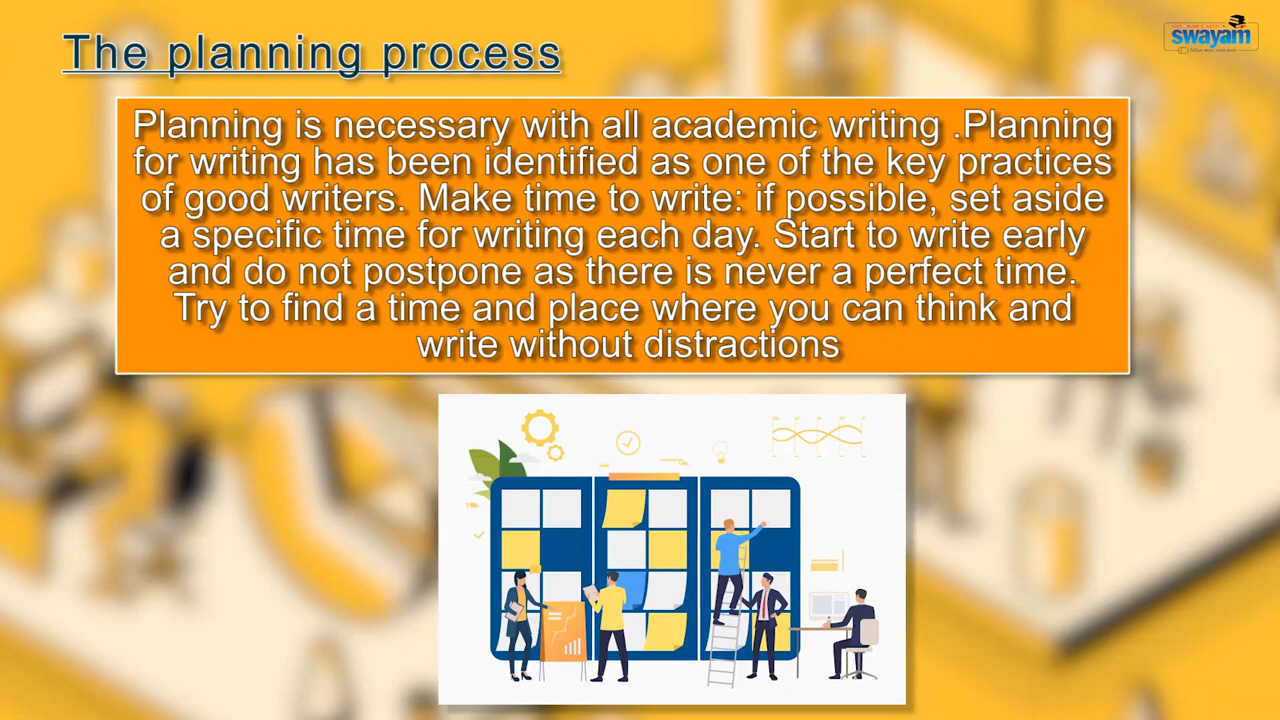 The planning process
swayam
Planning is necessary with all academic writing .Planning
for writing has been identified as one of the key practices
of good writers. Make time to write: if possible, set aside
a specific time for writing each day. Start to write early
and do not postpone as there is never a perfect time.
Try to find a time and place where you can think and
write without distractions